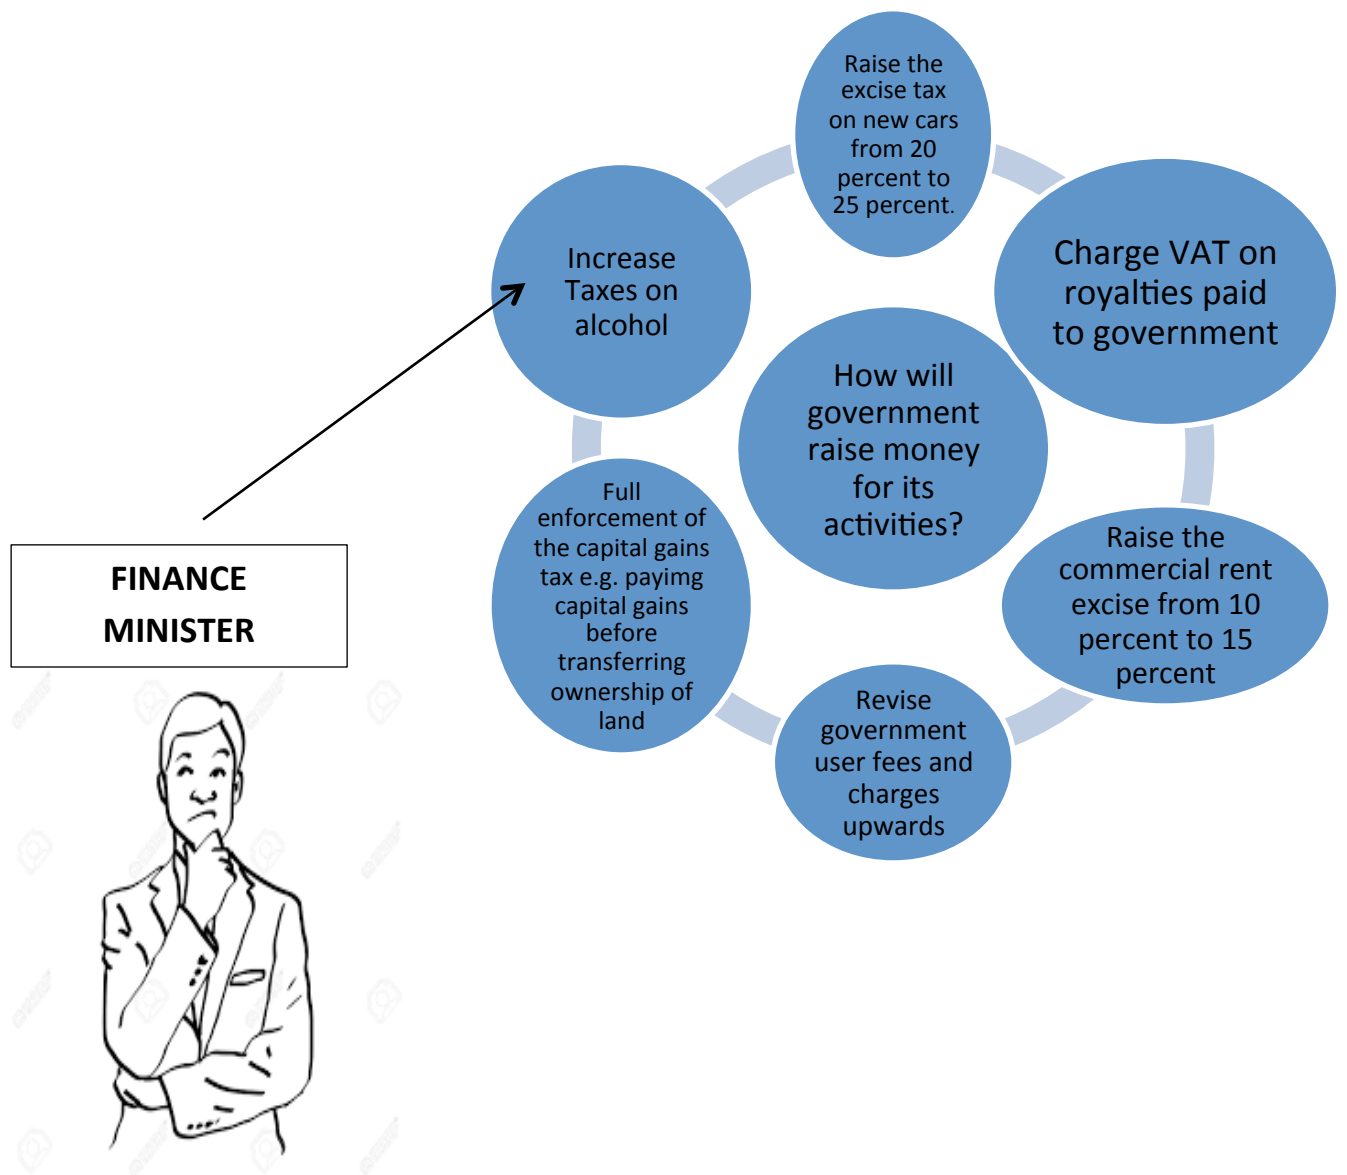 Raise the
excise tax
on new cars
from 20
percent to
25 percent.
Charge VAT on
royalties paid
to government
Increase
Taxes on
alcohol
How will
government
raise money
for its
activities?
Full
enforcement of
the capital gains
tax e.g. payimg
capital gains
before
transferring
ownership of
land
Raise the
commercial rent
excise from 10
percent to 15
percent
Revise
government
user fees and
charges
upwards
FINANCE
MINISTER